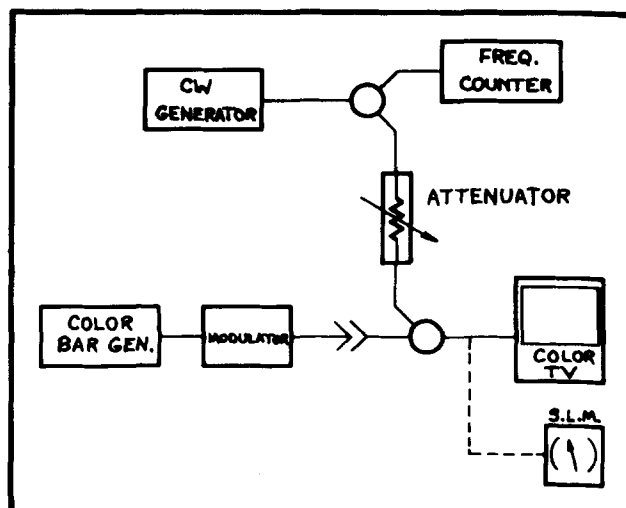 FREQ.
COUNTER
CW
GENERATOR
ATTENUATOR
COLOR
BAR GEN.
MODULATOR
COLOR
TV
S.L.M.